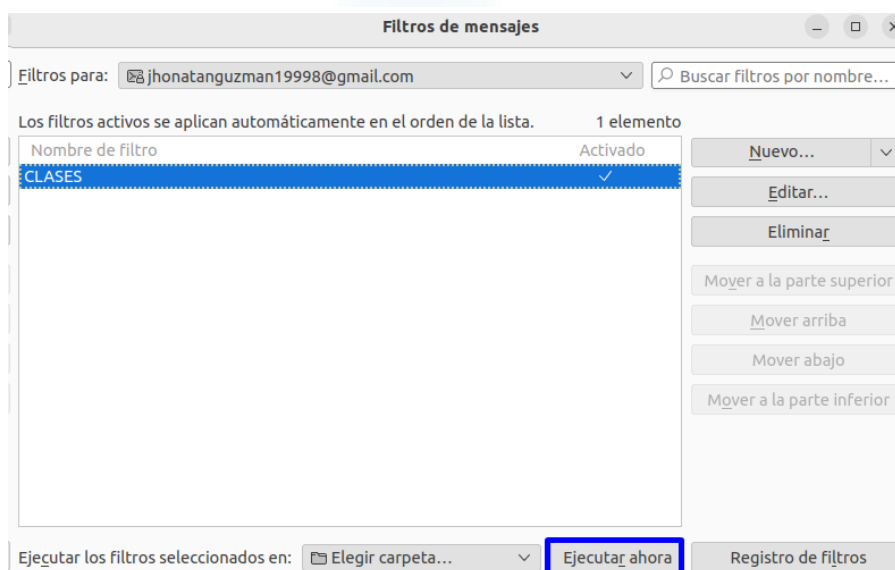 Filtros de mensajes
Filtros para: jhonatanguzman19998@gmail.com Buscar filtros por nombre...
Los filtros activos se aplican automáticamente en el orden de la lista. 1 elemento
Nombre de filtro Activado
CLASES
Nuevo...
Editar...
Eliminar
Mover a la parte superior
Mover arriba
Mover abajo
Mover a la parte inferior
Ejecutar los filtros seleccionados en: Elegir carpeta... Ejecutar ahora Registro de filtros